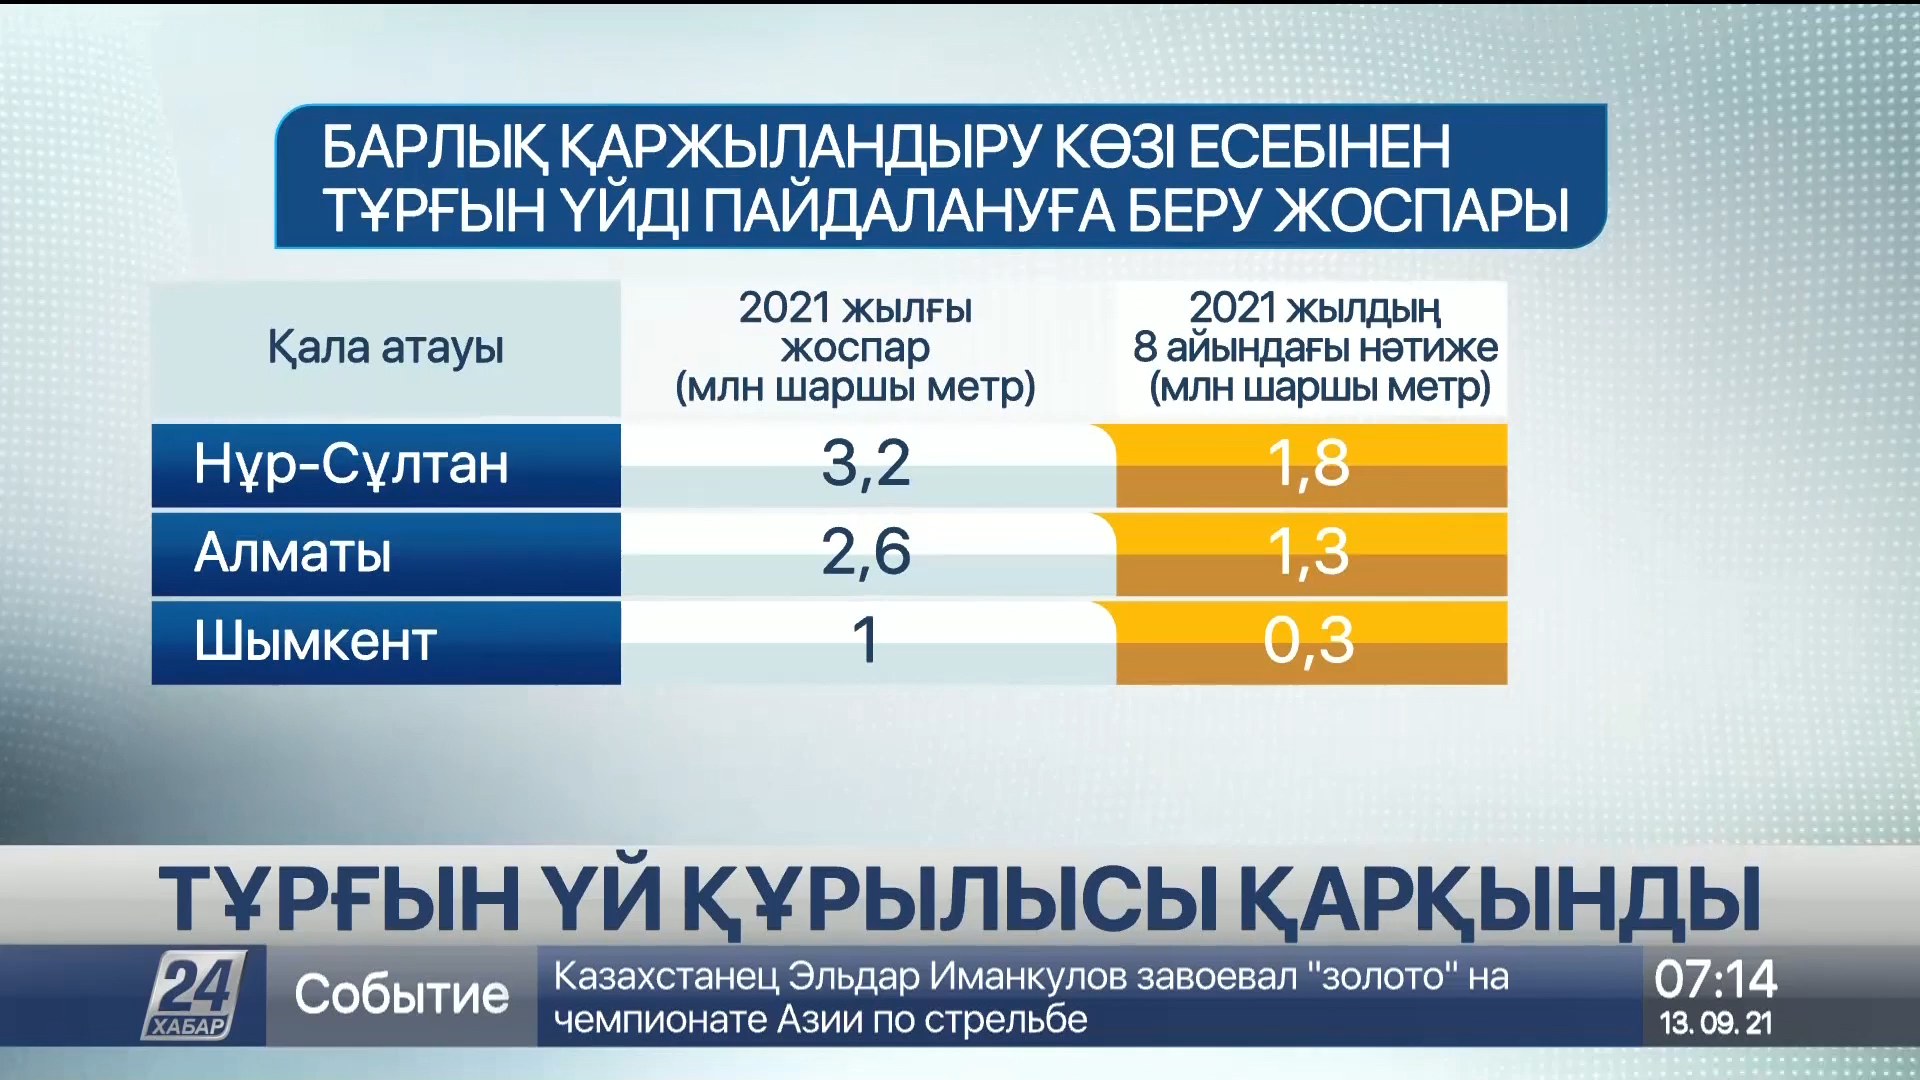 БАРЛЫҚ ҚАРЖЫЛАНДЫРУ КӨЗІ ЕСЕБІНЕН
ТҰРҒЫН ҮЙДІ ПАЙДАЛАНУҒА БЕРУ ЖОСПАРЫ
Қала атауы
2021 жылғы
жоспар
(млн шаршы метр)
2021 жылдың
8 айындағы нәтиже
(млн шаршы метр)
Нұр-Сұлтан 3,2 1,8
Алматы 2,6 1,3
Шымкент 1 0,3
ТҰРҒЫН ҮЙ ҚҰРЫЛЫСЫ ҚАРҚЫНДЫ
24
ХАБАР
Событие
Казахстанец Эльдар Иманкулов завоевал "золото" на
чемпионате Азии по стрельбе
07:14
13. 09. 21